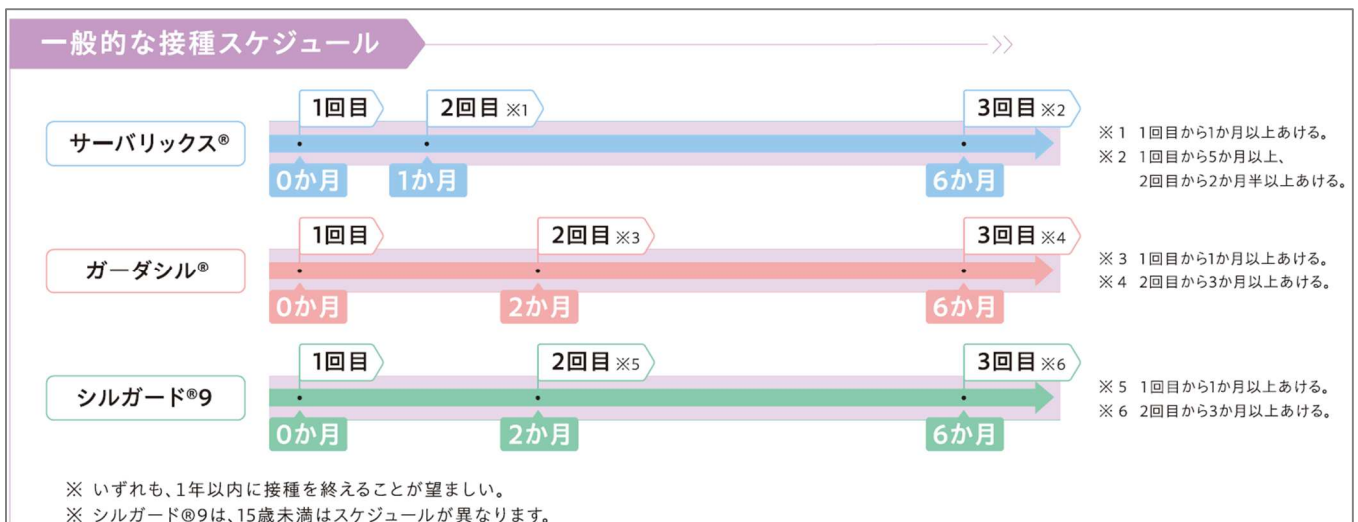 一般的な接種スケジュール
1回目
2回目 ※1
3回目 ※2
サーバリックス®
0か月
1か月
6か月
※1 1回目から1か月以上あける。
※2 1回目から5か月以上、
2回目から2か月半以上あける。
1回目
2回目 ※3
3回目 ※4
ガーダシル®
0か月
2か月
6か月
※3 1回目から1か月以上あける。
※4 2回目から3か月以上あける。
1回目
2回目 ※5
3回目 ※6
シルガード®9
0か月
2か月
6か月
※5 1回目から1か月以上あける。
※6 2回目から3か月以上あける。
※ いずれも、1年以内に接種を終えることが望ましい。
※ シルガード®9は、15歳未満はスケジュールが異なります。